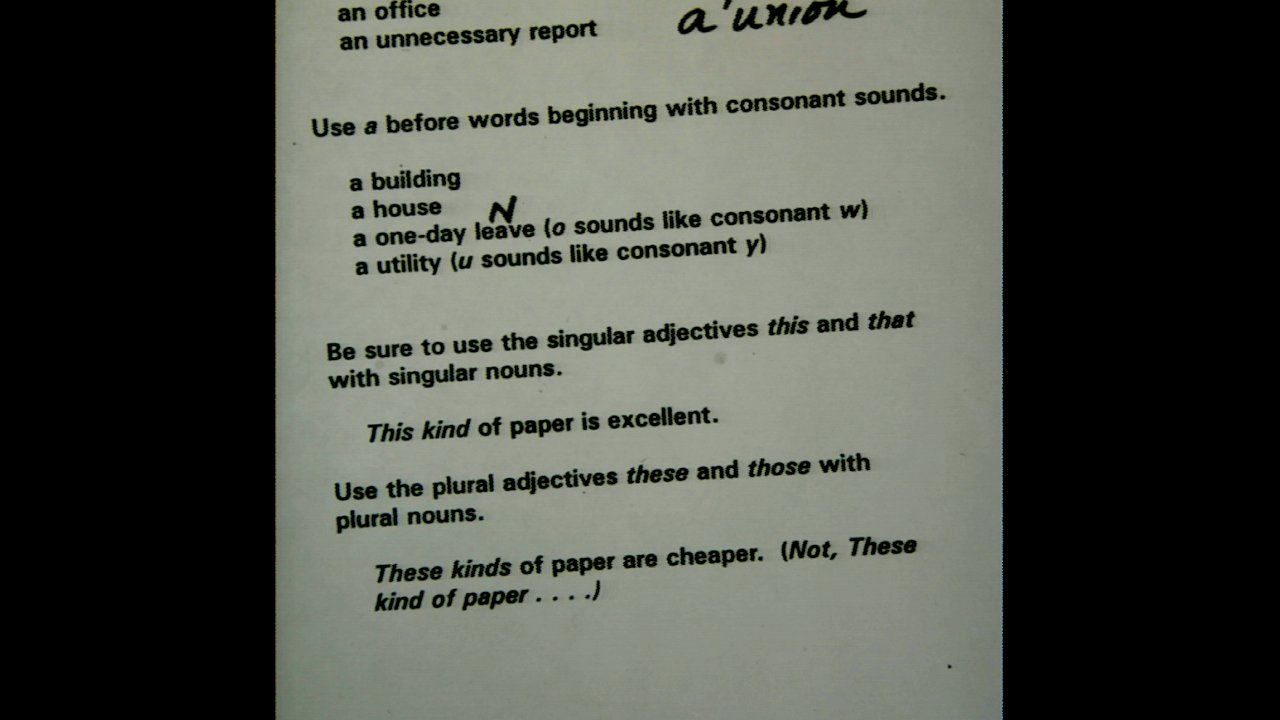 an office
an unnecessary report
a'union
Use a before words beginning with consonant sounds.
a building
a house
N
a one-day leave (o sounds like consonant w)
a utility (u sounds like consonant y)
Be sure to use the singular adjectives this and that
with singular nouns.
This kind of paper is excellent.
Use the plural adjectives these and those with
plural nouns.
These kinds of paper are cheaper. (Not, These
kind of paper . . . .)